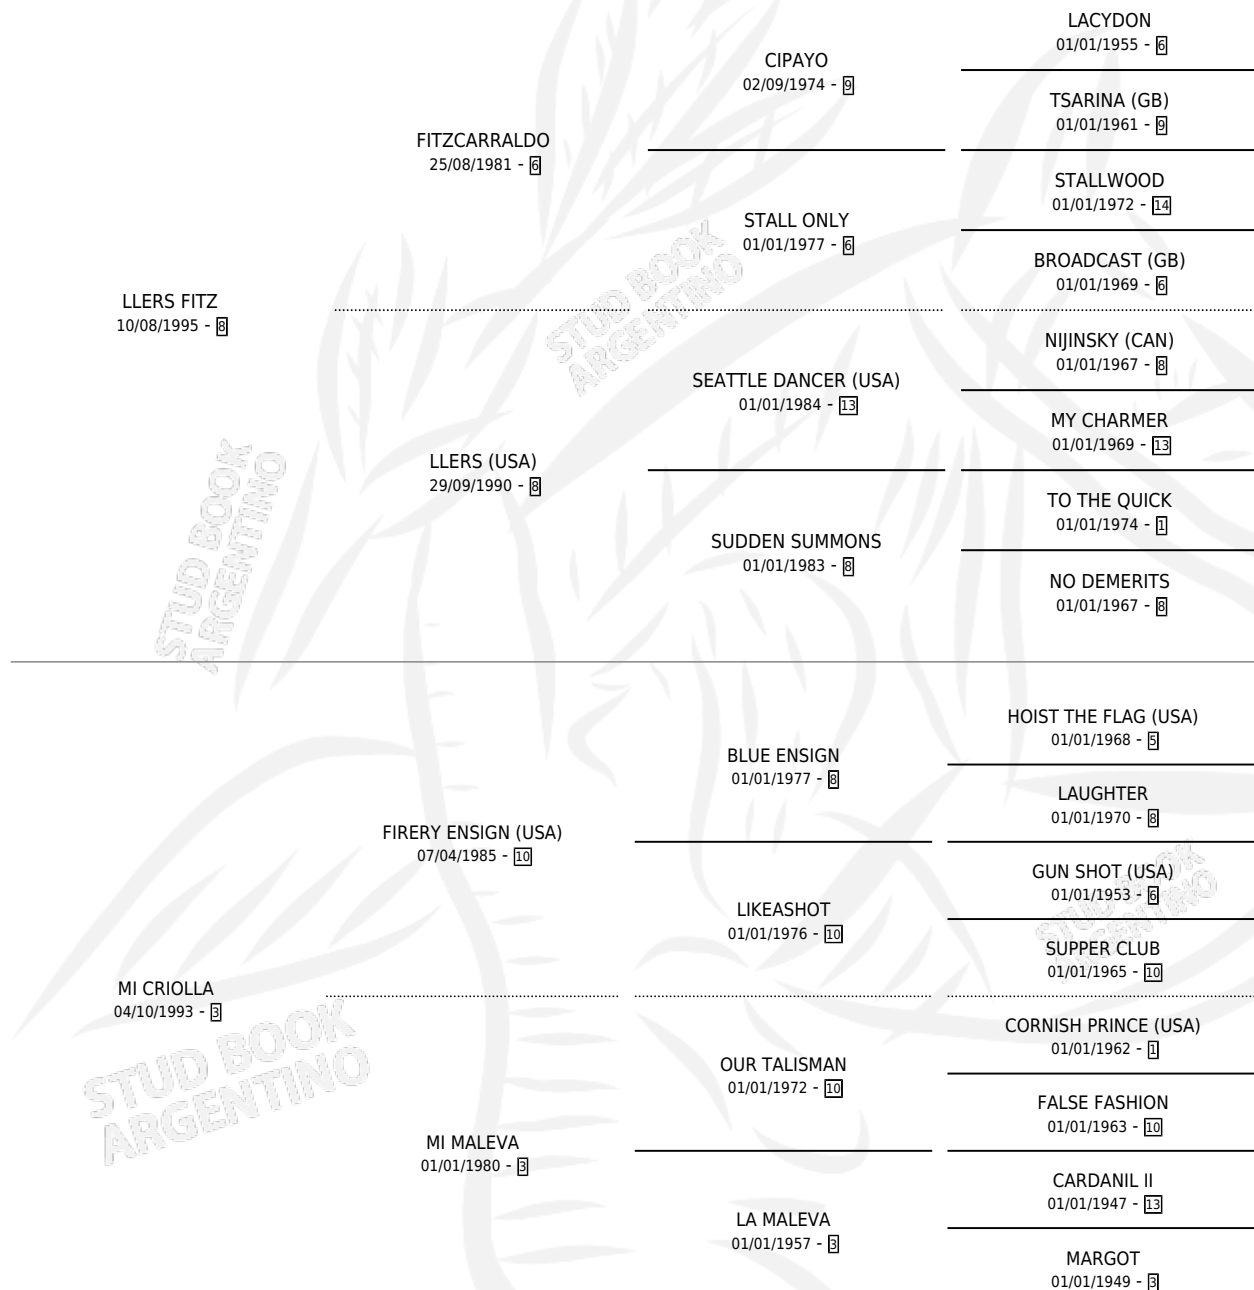 LACYDON
01/01/1955 - 6
CIPAYO
02/09/1974 - 9
TSARINA (GB)
01/01/1961 - 9
FITZCARRALDO
25/08/1981 - 6
STALLWOOD
01/01/1972 - 14
STALL ONLY
01/01/1977 - 6
BROADCAST (GB)
01/01/1969 - 6
LLERS FITZ
10/08/1995 - 8
STUD BOOK
ARGENTINO
NIJINSKY (CAN)
01/01/1967 - 8
SEATTLE DANCER (USA)
01/01/1984 - 13
MY CHARMER
01/01/1969 - 13
LLERS (USA)
29/09/1990 - 8
TO THE QUICK
01/01/1974 - 1
SUDDEN SUMMONS
01/01/1983 - 8
NO DEMERITS
01/01/1967 - 8
STUD BOOK
ARGENTINO
HOIST THE FLAG (USA)
01/01/1968 - 5
BLUE ENSIGN
01/01/1977 - 8
LAUGHTER
01/01/1970 - 8
FIRERY ENSIGN (USA)
07/04/1985 - 10
GUN SHOT (USA)
01/01/1953 - 6
LIKEASHOT
01/01/1976 - 10
SUPPER CLUB
01/01/1965 - 10
STUD BOOK
ARGENTINO
MI CRIOLLA
04/10/1993 - 3
CORNISH PRINCE (USA)
01/01/1962 - 1
OUR TALISMAN
01/01/1972 - 10
FALSE FASHION
01/01/1963 - 10
STUD BOOK
ARGENTINO
MI MALEVA
01/01/1980 - 3
CARDANIL II
01/01/1947 - 13
LA MALEVA
01/01/1957 - 3
MARGOT
01/01/1949 - 3